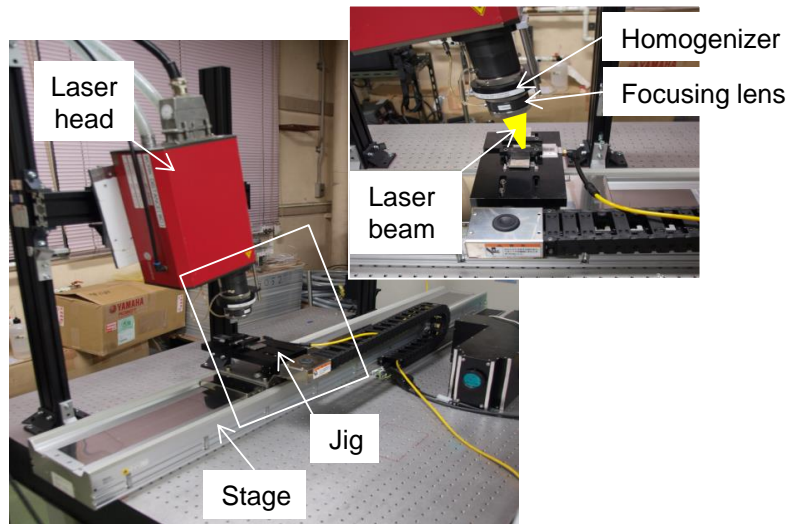 Laser
head
Homogenizer
Focusing lens
Laser
beam
YAMAHA
Jig
Stage